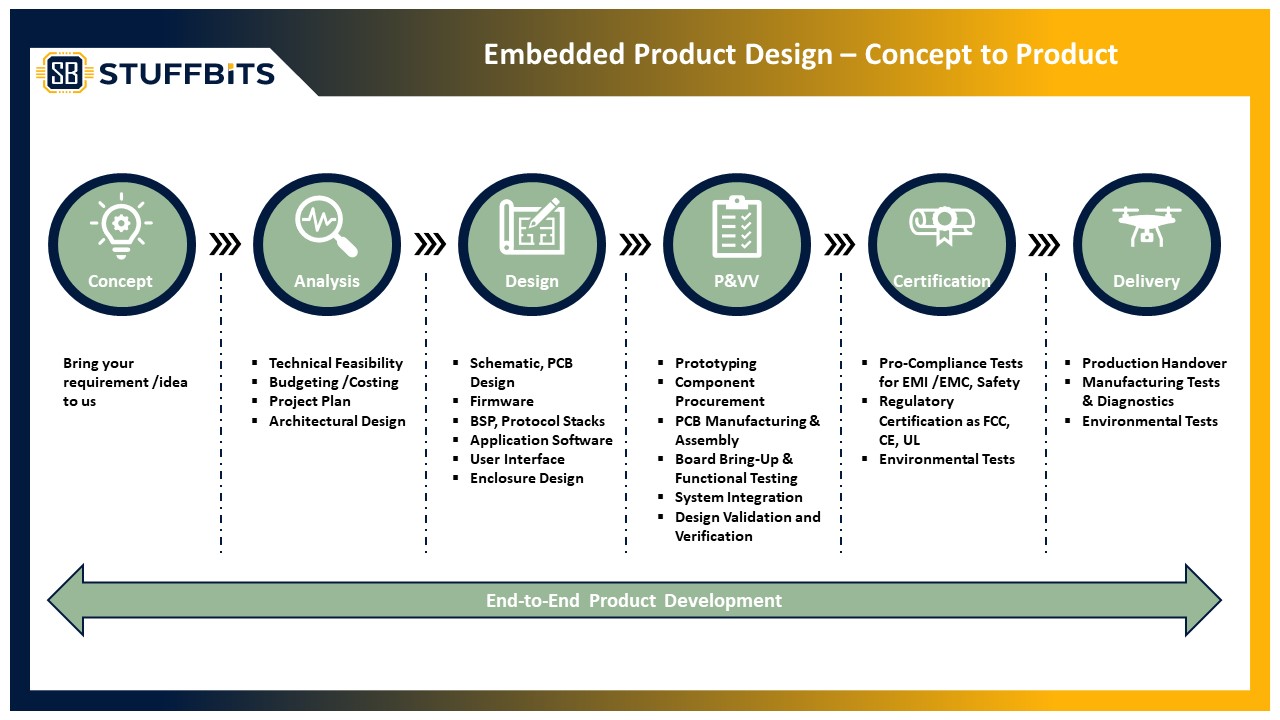 Embedded Product Design – Concept to Product
SB STUFFBITS
Concept
Analysis
Design
P&VV
Certification
Delivery
Bring your
requirement /idea
to us
▪ Technical Feasibility
▪ Budgeting /Costing
▪ Project Plan
▪ Architectural Design
▪ Schematic, PCB
Design
▪ Firmware
▪ BSP, Protocol Stacks
▪ Application Software
▪ User Interface
▪ Enclosure Design
▪ Prototyping
▪ Component
Procurement
▪ PCB Manufacturing &
Assembly
▪ Board Bring-Up &
Functional Testing
▪ System Integration
▪ Design Validation and
Verification
▪ Pro-Compliance Tests
for EMI /EMC, Safety
▪ Regulatory
Certification as FCC,
CE, UL
▪ Environmental Tests
▪ Production Handover
▪ Manufacturing Tests
& Diagnostics
▪ Environmental Tests
End-to-End Product Development